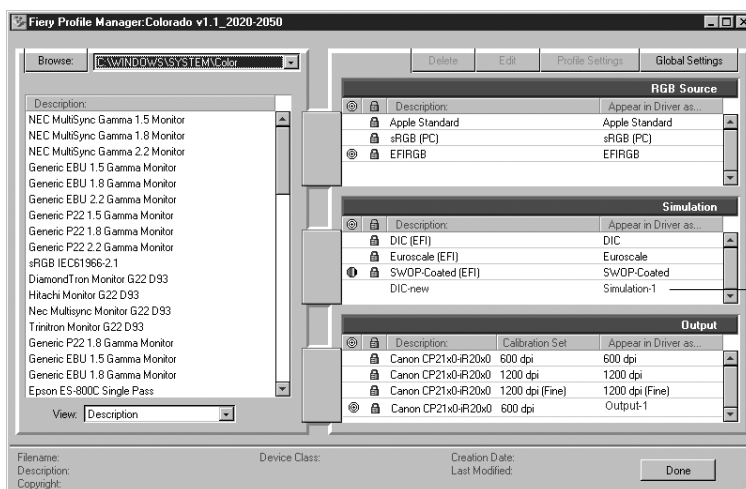 Fiery Profile Manager:Colorado v1.1_2020-2050
Browse: C:\WINDOWS\SYSTEM\Color
Delete Edit Profile Settings Global Settings
Description:
NEC MultiSync Gamma 1.5 Monitor
NEC MultiSync Gamma 1.8 Monitor
NEC MultiSync Gamma 2.2 Monitor
Generic EBU 1.5 Gamma Monitor
Generic EBU 1.8 Gamma Monitor
Generic EBU 2.2 Gamma Monitor
Generic P22 1.5 Gamma Monitor
Generic P22 1.8 Gamma Monitor
Generic P22 2.2 Gamma Monitor
sRGB IEC61966-2.1
DiamondTron Monitor G22 D93
Hitachi Monitor G22 D93
Nec Multisync Monitor G22 D93
Trinitron Monitor G22 D93
Generic P22 1.8 Gamma Monitor
Generic EBU 1.5 Gamma Monitor
Generic EBU 1.8 Gamma Monitor
Epson ES-800C Single Pass
View: Description
RGB Source
Description: Appear in Driver as...
Apple Standard Apple Standard
sRGB (PC) sRGB (PC)
EFIRGB EFIRGB
Simulation
Description: Appear in Driver as...
DIC (EFI) DIC
Euroscale (EFI) Euroscale
SWOP-Coated (EFI) SWOP-Coated
DIC-new Simulation-1
Output
Description: Calibration Set Appear in Driver as...
Canon CP21x0-iR20x0 600 dpi 600 dpi
Canon CP21x0-iR20x0 1200 dpi 1200 dpi
Canon CP21x0-iR20x0 1200 dpi (Fine) 1200 dpi (Fine)
Canon CP21x0-iR20x0 600 dpi Output-1
Filename: Device Class: Creation Date:
Description: Last Modified:
Copyright:
Done